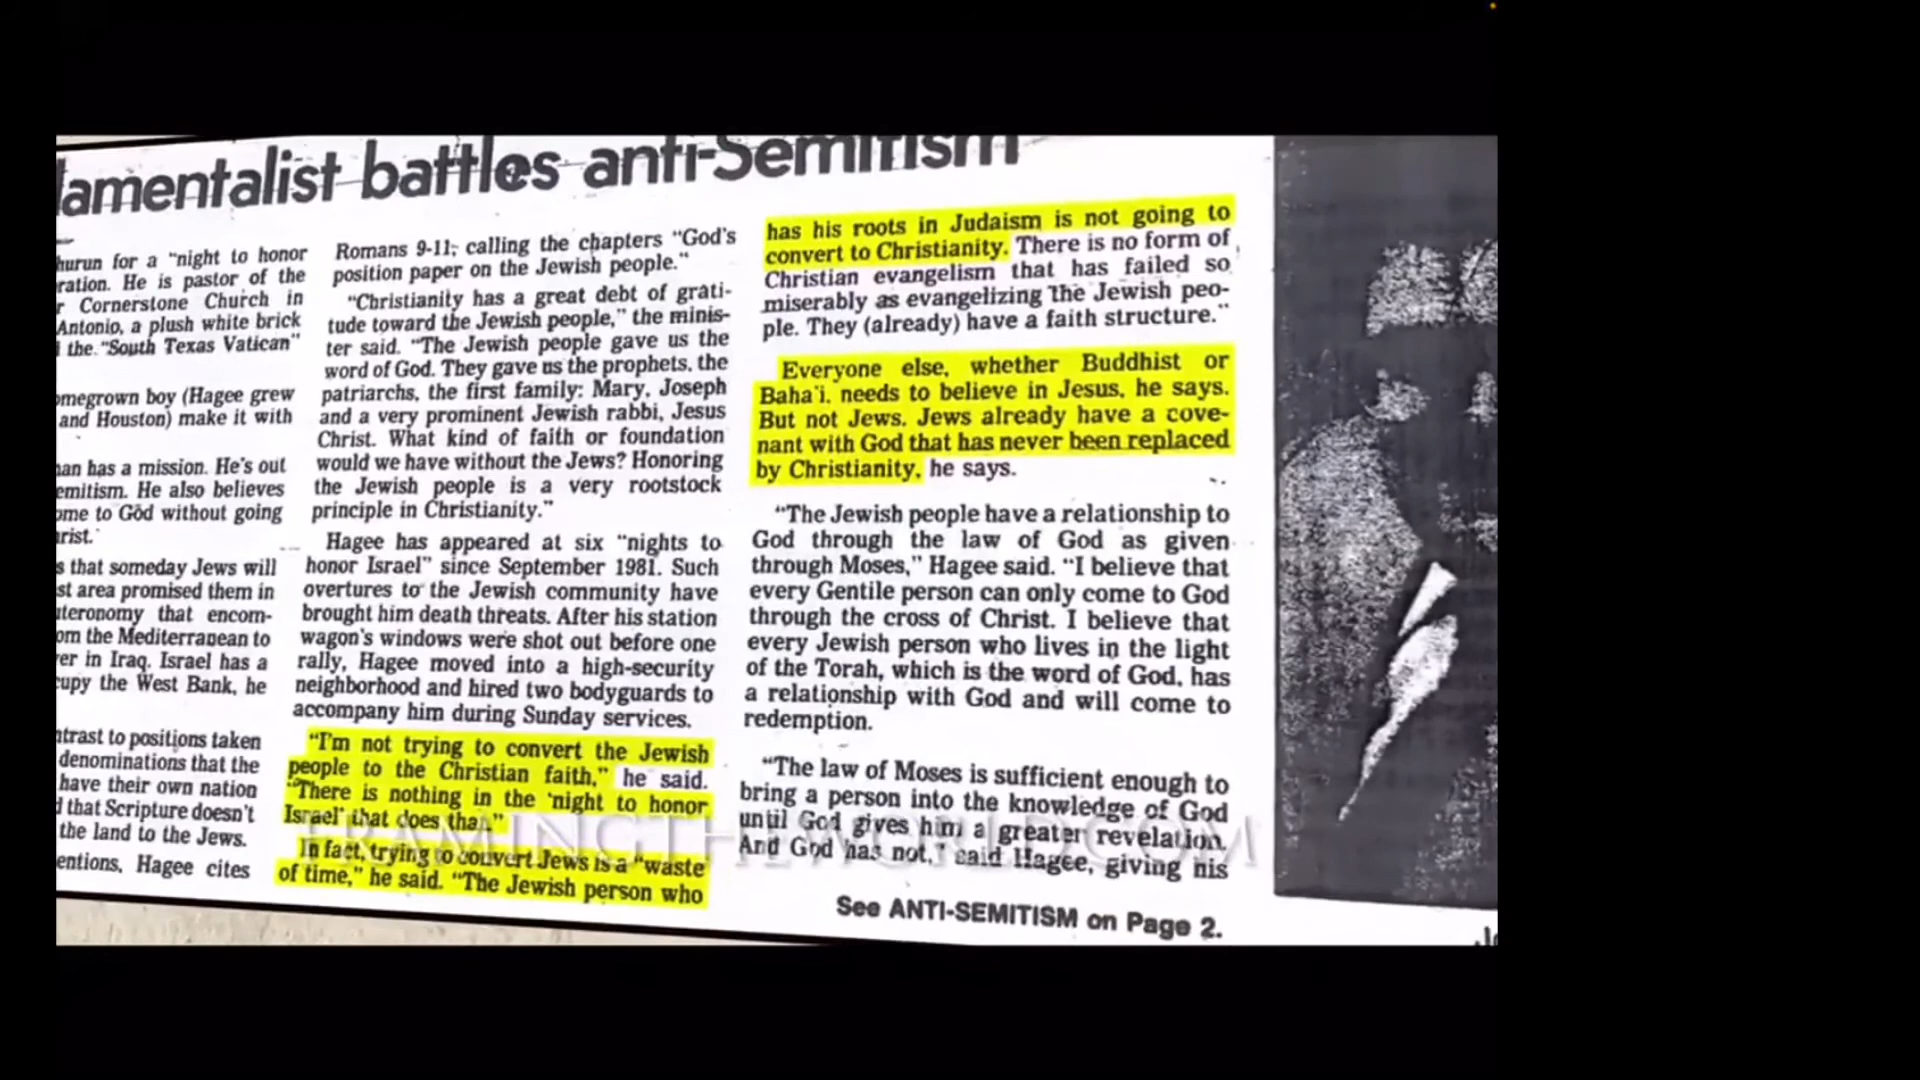 lamentalist battles anti-Semitism
hurun for a "night to honor
ration. He is pastor of the
r Cornerstone Church in
Antonio, a plush white brick
the "South Texas Vatican"
omegrown boy (Hagee grew
and Houston) make it with
an has a mission. He's out
emitism. He also believes
ome to God without going
rist.
s that someday Jews will
st area promised them in
uteronomy that encom-
om the Mediterranean to
er in Iraq. Israel has a
cupy the West Bank, he
ntrast to positions taken
denominations that the
have their own nation
d that Scripture doesn't
the land to the Jews.
entions, Hagee cites
Romans 9-11; calling the chapters "God's
position paper on the Jewish people."
"Christianity has a great debt of grati-
tude toward the Jewish people," the minis-
ter said. "The Jewish people gave us the
word of God. They gave us the prophets, the
patriarchs, the first family: Mary, Joseph
and a very prominent Jewish rabbi, Jesus
Christ. What kind of faith or foundation
would we have without the Jews? Honoring
the Jewish people is a very rootstock
principle in Christianity."
Hagee has appeared at six "nights to
honor Israel" since September 1981. Such
overtures to the Jewish community have
brought him death threats. After his station
wagon's windows were shot out before one
rally, Hagee moved into a high-security
neighborhood and hired two bodyguards to
accompany him during Sunday services.
"I'm not trying to convert the Jewish
people to the Christian faith," he said.
"There is nothing in the 'night to honor
Israel' that does that."
In fact, trying to convert Jews is a "waste
of time," he said. "The Jewish person who
has his roots in Judaism is not going to
convert to Christianity. There is no form of
Christian evangelism that has failed so
miserably as evangelizing the Jewish peo-
ple. They (already) have a faith structure."
Everyone else, whether Buddhist or
Baha'i, needs to believe in Jesus, he says.
But not Jews. Jews already have a cove-
nant with God that has never been replaced
by Christianity, he says.
"The Jewish people have a relationship to
God through the law of God as given
through Moses," Hagee said. "I believe that
every Gentile person can only come to God
through the cross of Christ. I believe that
every Jewish person who lives in the light
of the Torah, which is the word of God, has
a relationship with God and will come to
redemption.
"The law of Moses is sufficient enough to
bring a person into the knowledge of God
until God gives him a greater revelation.
And God has not," said Hagee, giving his
See ANTI-SEMITISM on Page 2.
FRAMINGTHEWORLD.COM